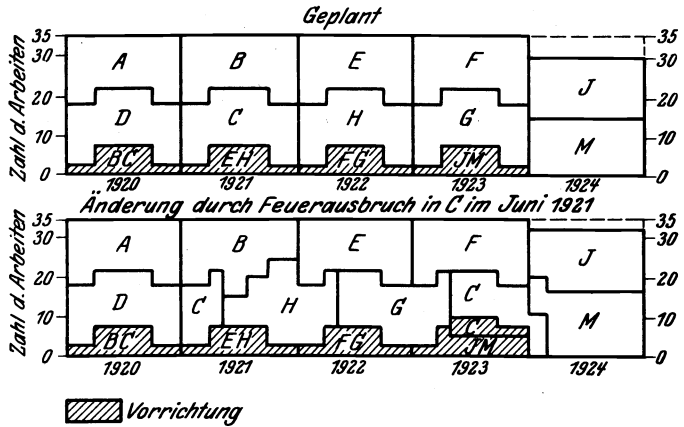 Geplant
35 35
30 A B E F 30
J
20 20
D C H G
10 M 10
BC EH FG JM
0 0
Zahl d. Arbeiten
1920 1921 1922 1923 1924
Änderung durch Feuerausbruch in C im Juni 1921
35 35
30 A B E F 30
J
20 20
D C H G C
10 M 10
C
BC EH FG JM
0 0
Zahl d. Arbeiten
1920 1921 1922 1923 1924
Vorrichtung